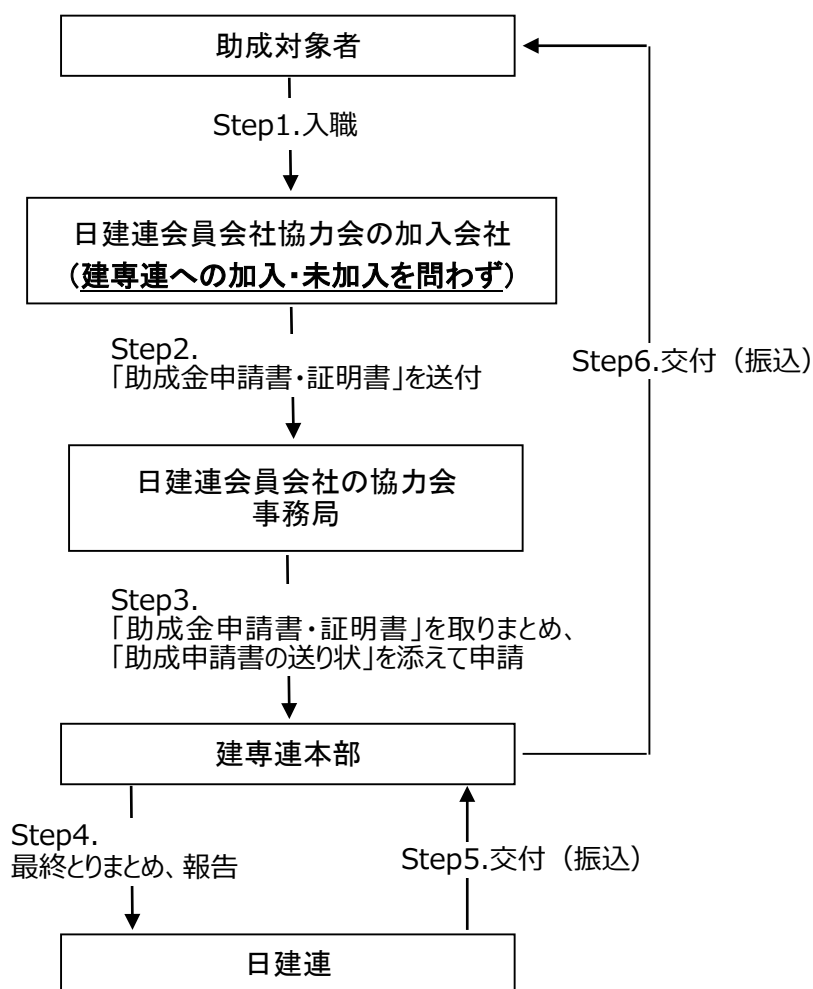 助成対象者
Step1.入職
日建連会員会社協力会の加入会社
（建専連への加入・未加入を問わず）
Step2.
「助成金申請書・証明書」を送付
Step6.交付（振込）
日建連会員会社の協力会
事務局
Step3.
「助成金申請書・証明書」を取りまとめ、
「助成申請書の送り状」を添えて申請
建専連本部
Step4.
最終とりまとめ、報告
Step5.交付（振込）
日建連